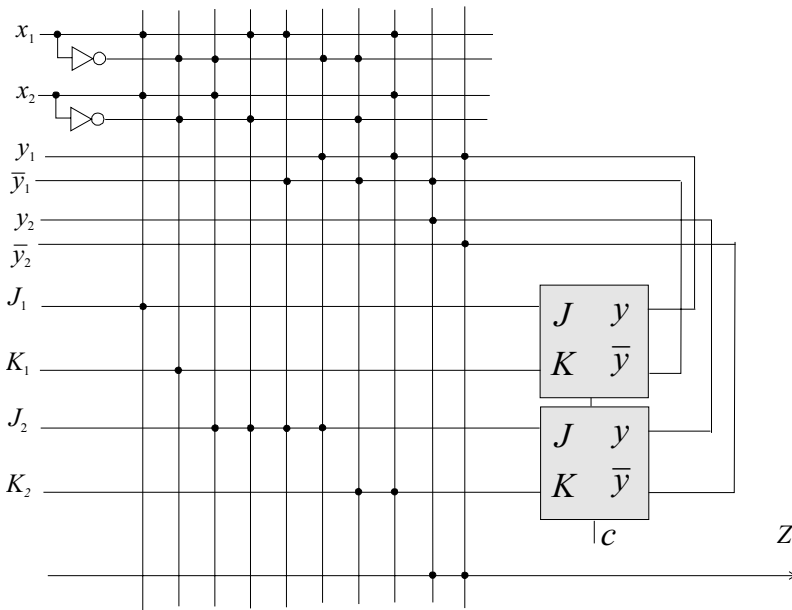 x₁
x₂
y₁
y̅₁
y₂
y̅₂
J₁
K₁
J₂
K₂
J y
K y̅
J y
K y̅
c
Z